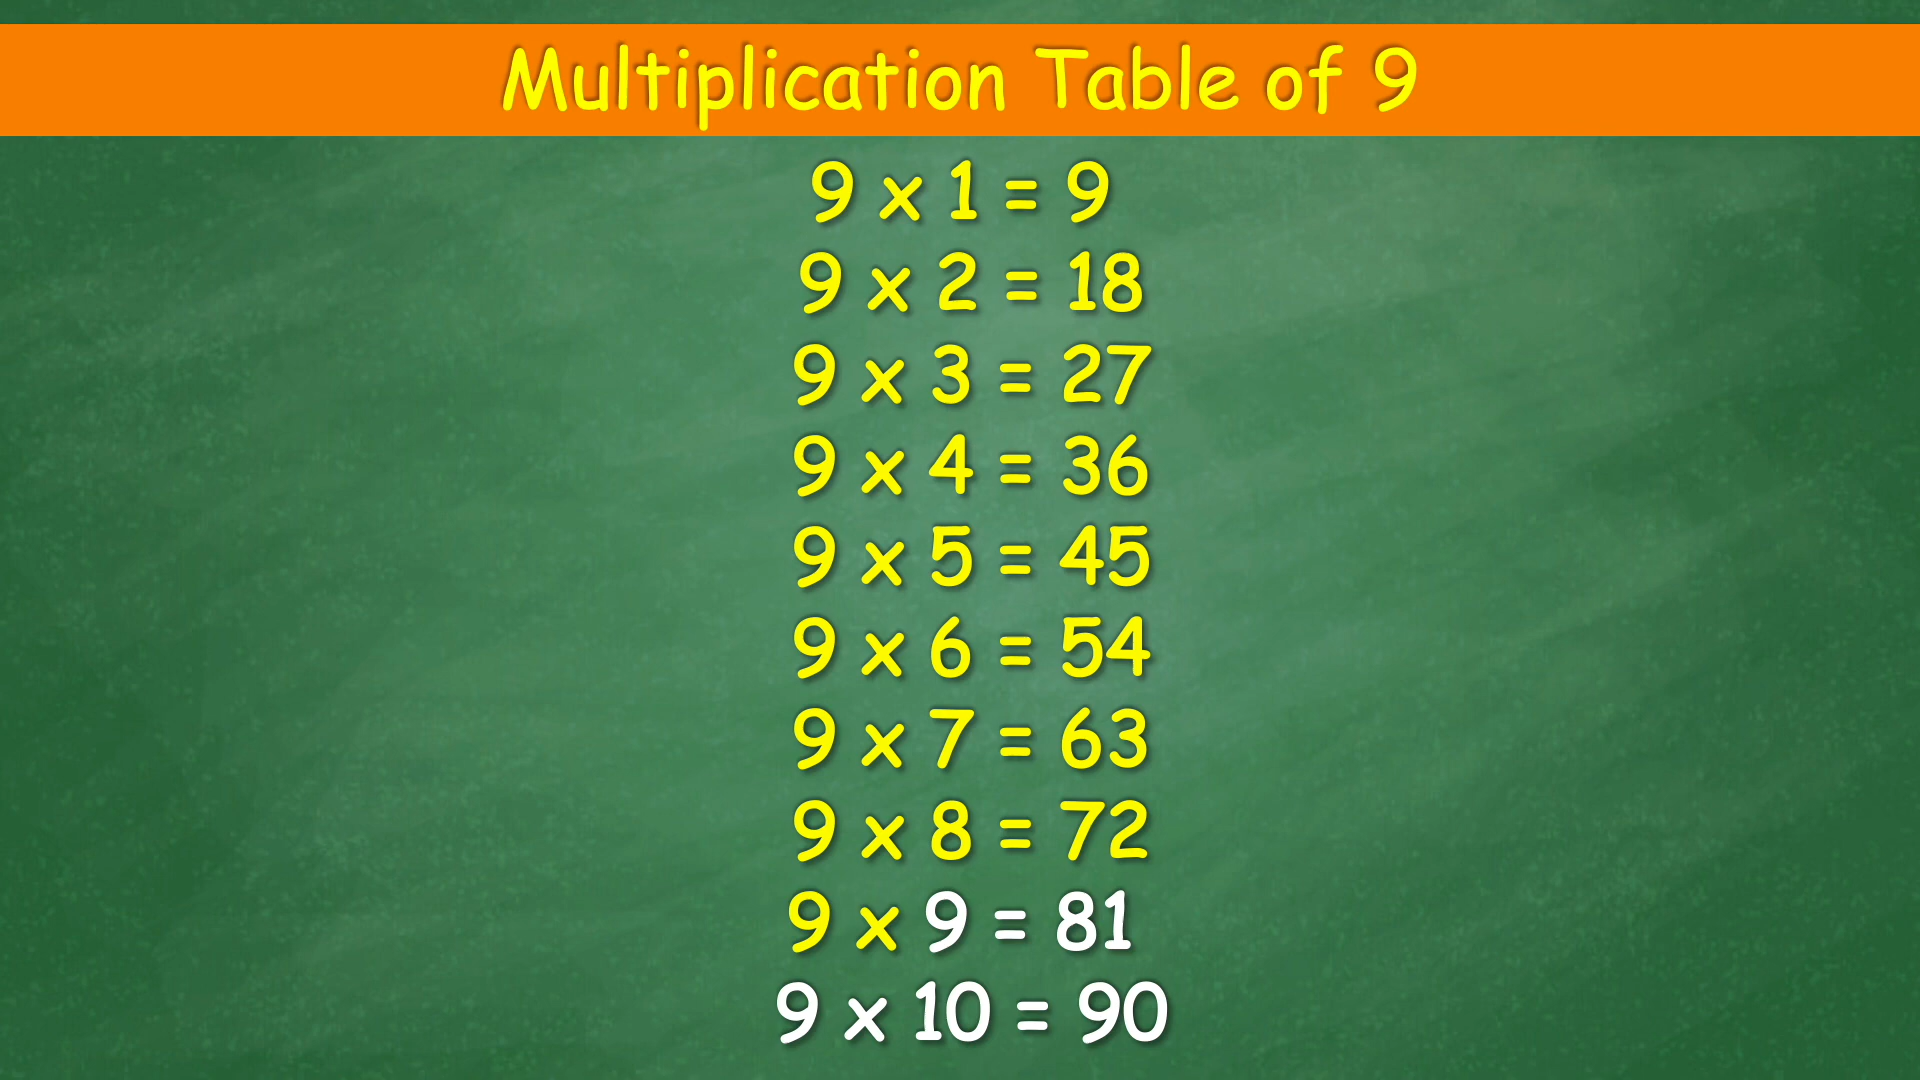 Multiplication Table of 9
9 x 1 = 9
9 x 2 = 18
9 x 3 = 27
9 x 4 = 36
9 x 5 = 45
9 x 6 = 54
9 x 7 = 63
9 x 8 = 72
9 x 9 = 81
9 x 10 = 90